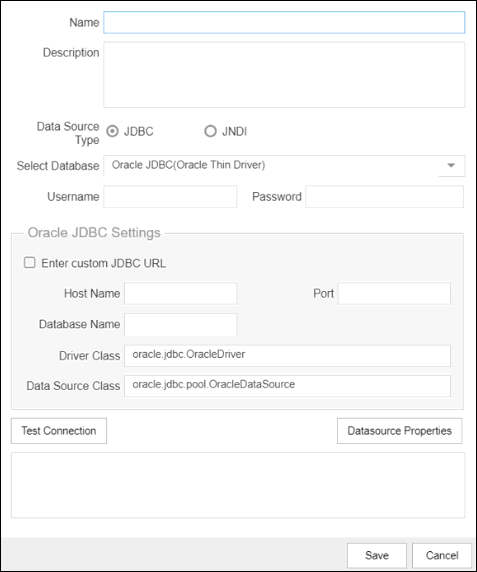 Name
Description
Data Source
Type
JDBC
JNDI
Select Database
Oracle JDBC(Oracle Thin Driver)
Username
Password
Oracle JDBC Settings
Enter custom JDBC URL
Host Name
Port
Database Name
Driver Class
oracle.jdbc.OracleDriver
Data Source Class
oracle.jdbc.pool.OracleDataSource
Test Connection
Datasource Properties
Save
Cancel